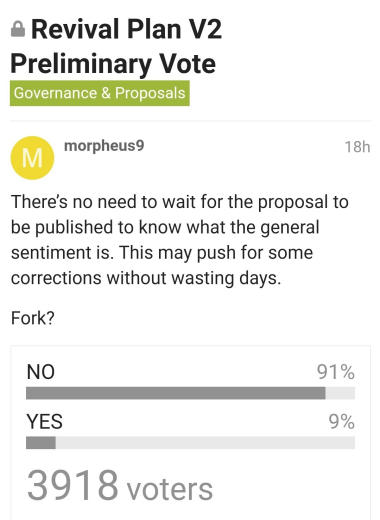 Revival Plan V2
Preliminary Vote
Governance & Proposals
M
morpheus9
18h
There's no need to wait for the proposal to
be published to know what the general
sentiment is. This may push for some
corrections without wasting days.
Fork?
NO 91%
YES 9%
3918 voters